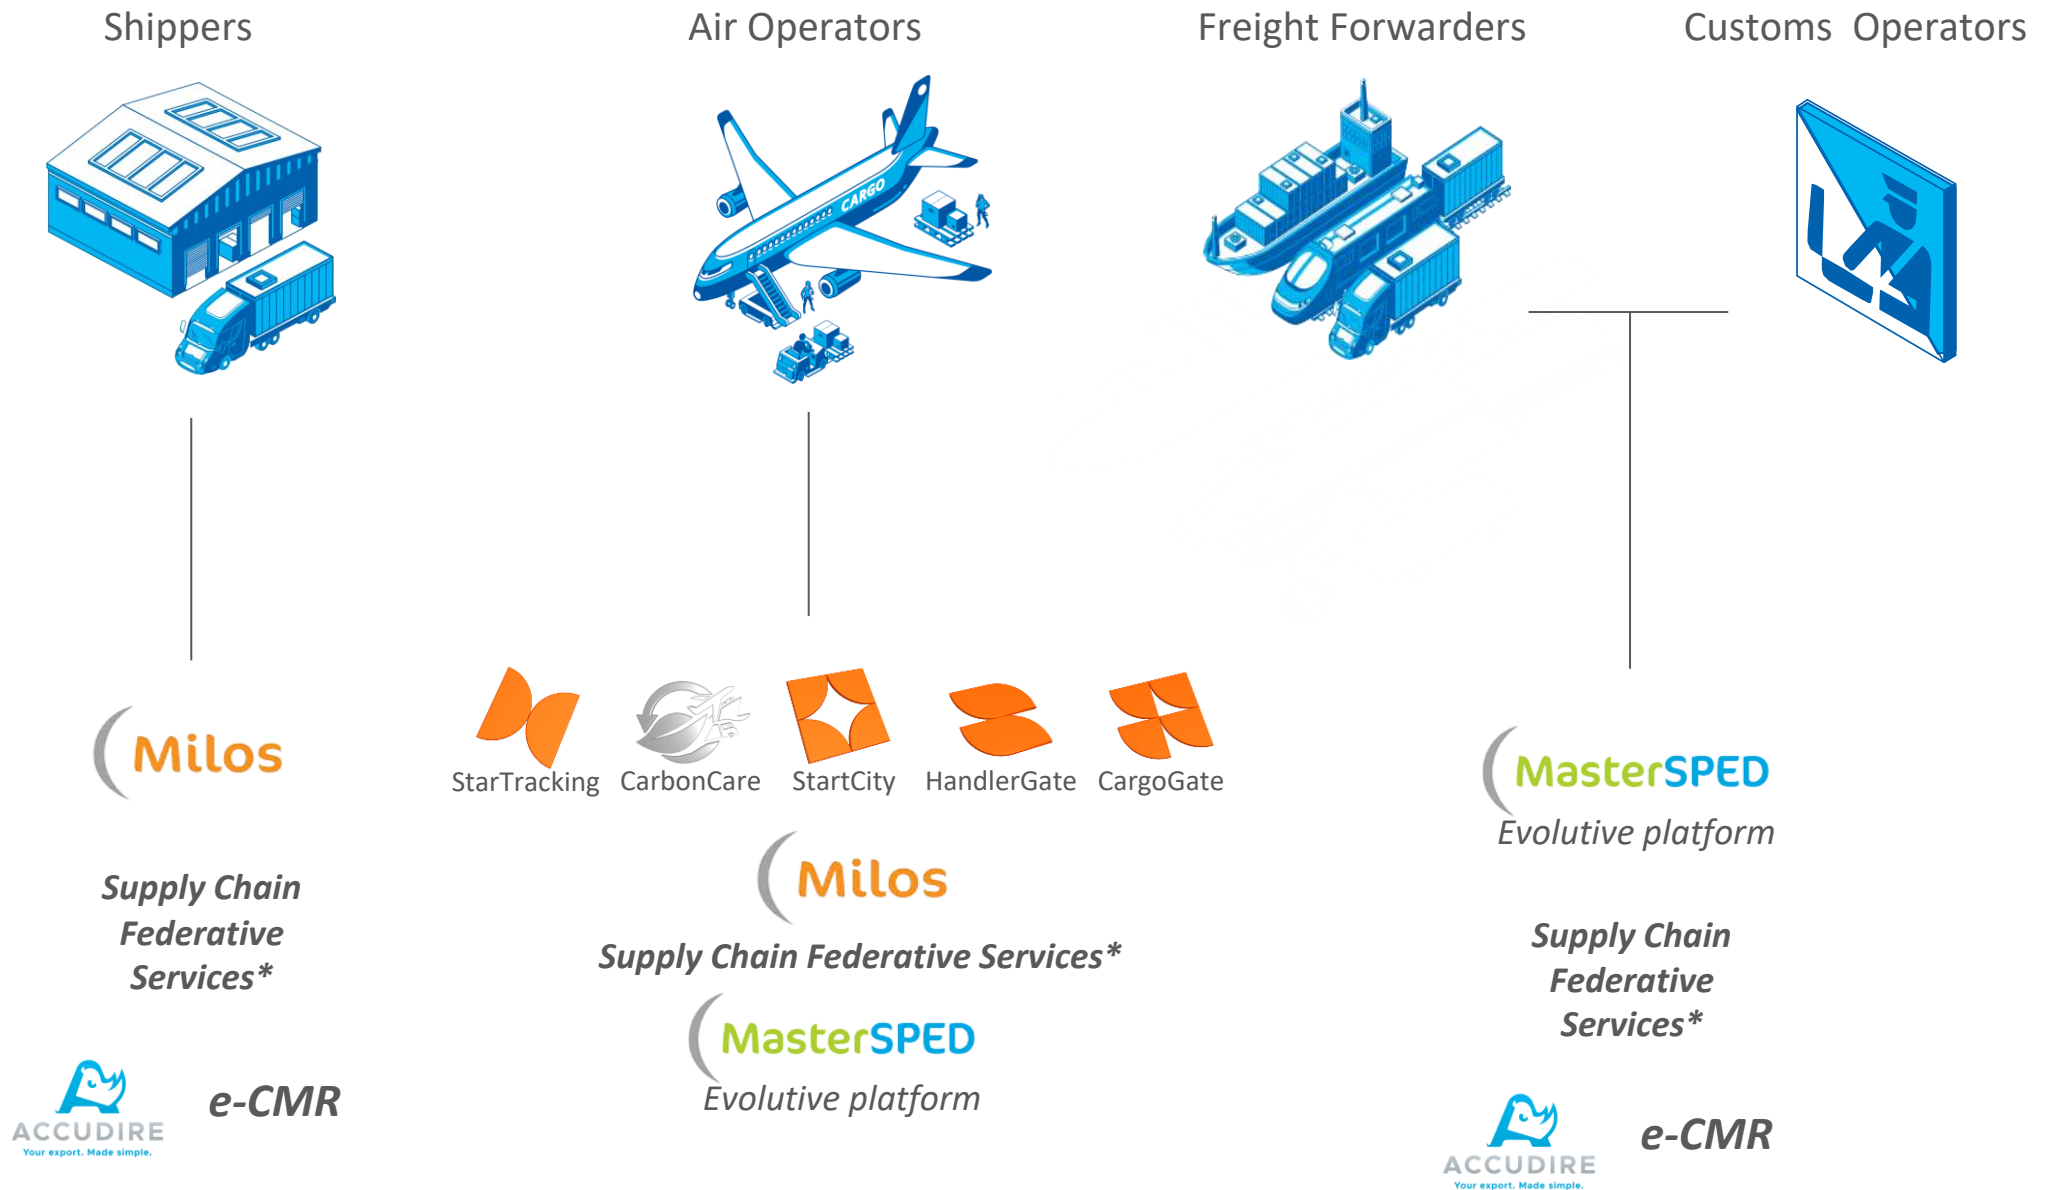 Shippers
Air Operators
Freight Forwarders
Customs Operators
CARGO
Milos
Supply Chain
Federative
Services*
ACCUDIRE
Your export. Made simple.
e-CMR
StarTracking
CarbonCare
StartCity
HandlerGate
CargoGate
Milos
Supply Chain Federative Services*
MasterSPED
Evolutive platform
MasterSPED
Evolutive platform
Supply Chain
Federative
Services*
ACCUDIRE
Your export. Made simple.
e-CMR